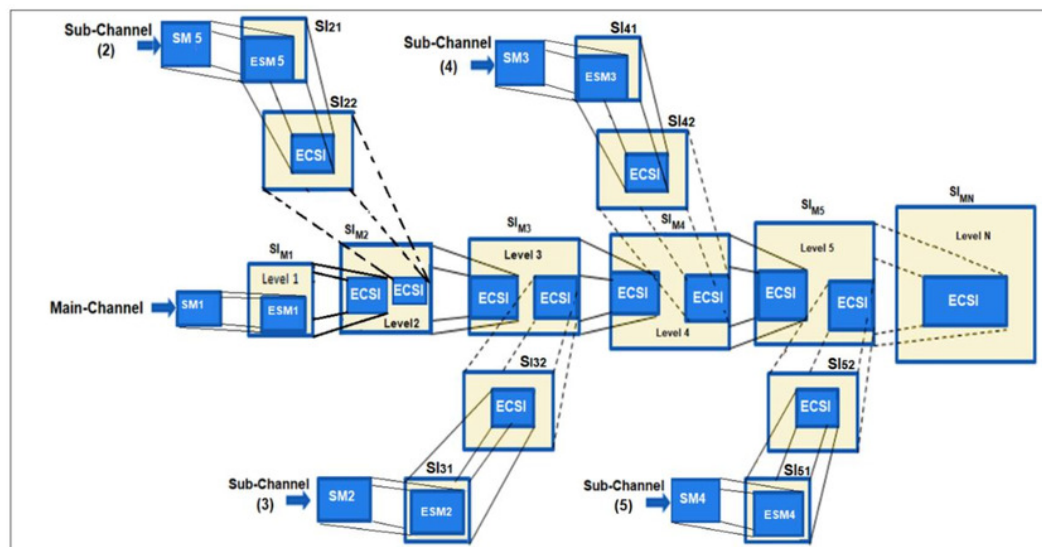 Sub-Channel
(2)
SM 5
SI21
ESM 5
SI22
ECSI
Sub-Channel
(4)
SM3
SI41
ESM3
SI42
ECSI
Main-Channel
SM1
SIM1
Level 1
ESM1
SIM2
ECSI
ECSI
Level2
SIM3
Level 3
ECSI
ECSI
SIM4
ECSI
ECSI
Level 4
SIM5
Level 5
ECSI
ECSI
SIMN
Level N
ECSI
SI32
ECSI
Sub-Channel
(3)
SM2
SI31
ESM2
SI52
ECSI
Sub-Channel
(5)
SM4
SI51
ESM4